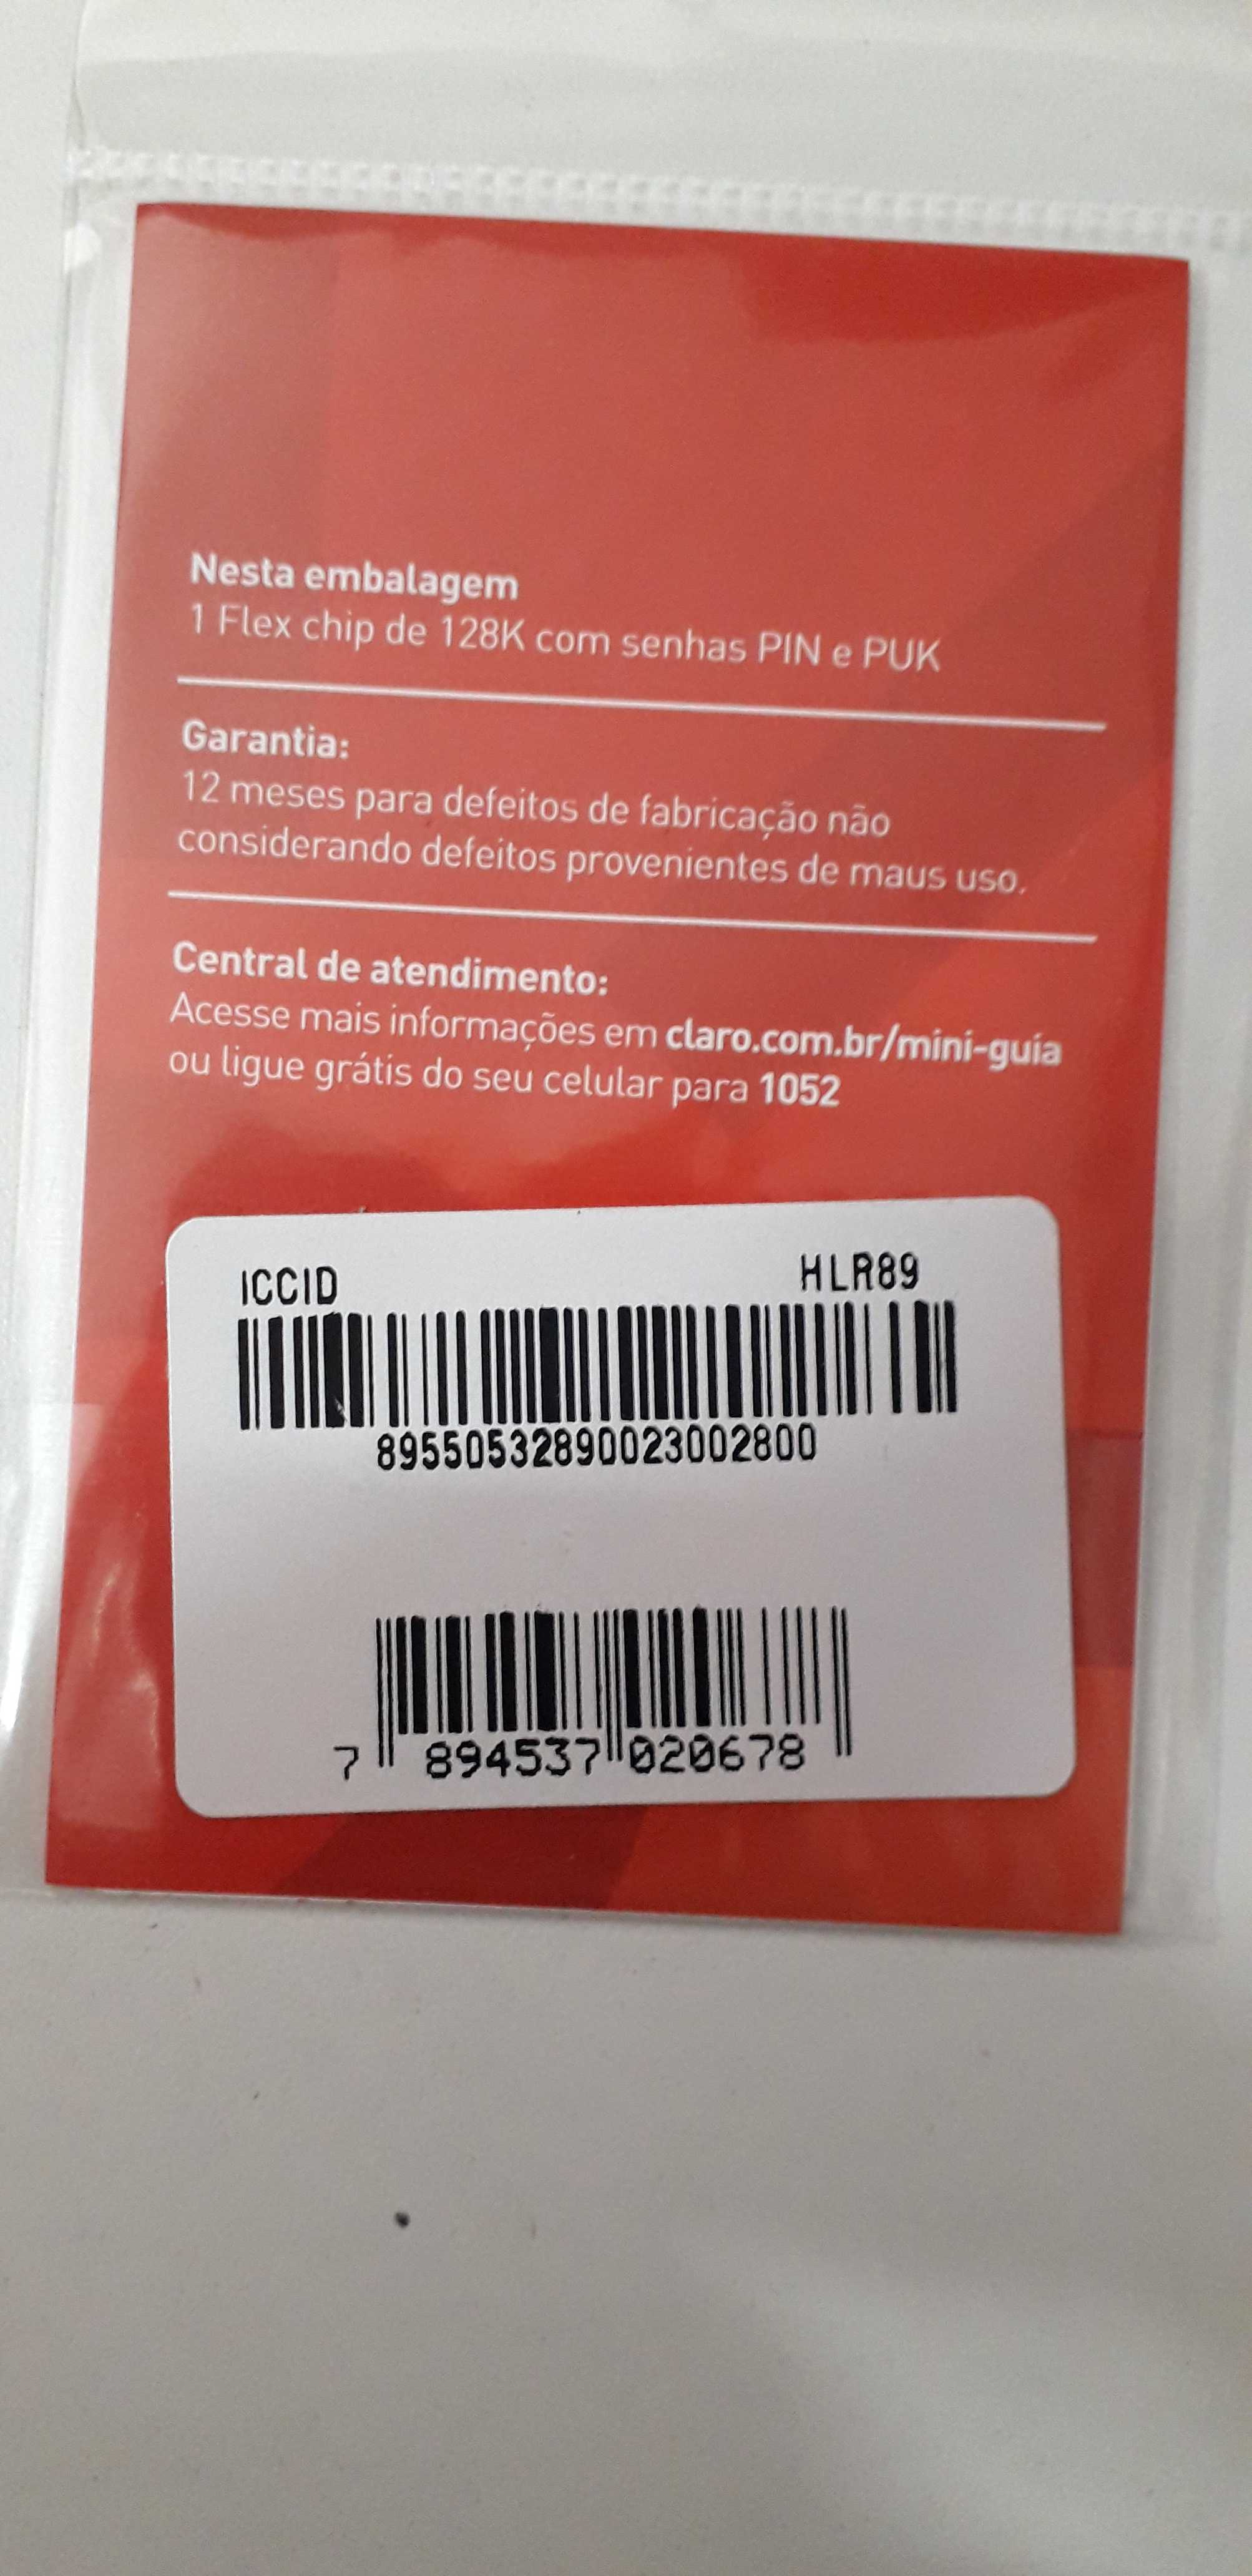 Nesta embalagem
1 Flex chip de 128K com senhas PIN e PUK
Garantia:
12 meses para defeitos de fabricação não
considerando defeitos provenientes de maus uso.
Central de atendimento:
Acesse mais informações em claro.com.br/mini-guia
ou ligue grátis do seu celular para 1052
ICCID HLR89
89550532890023002800
7 894537 020678